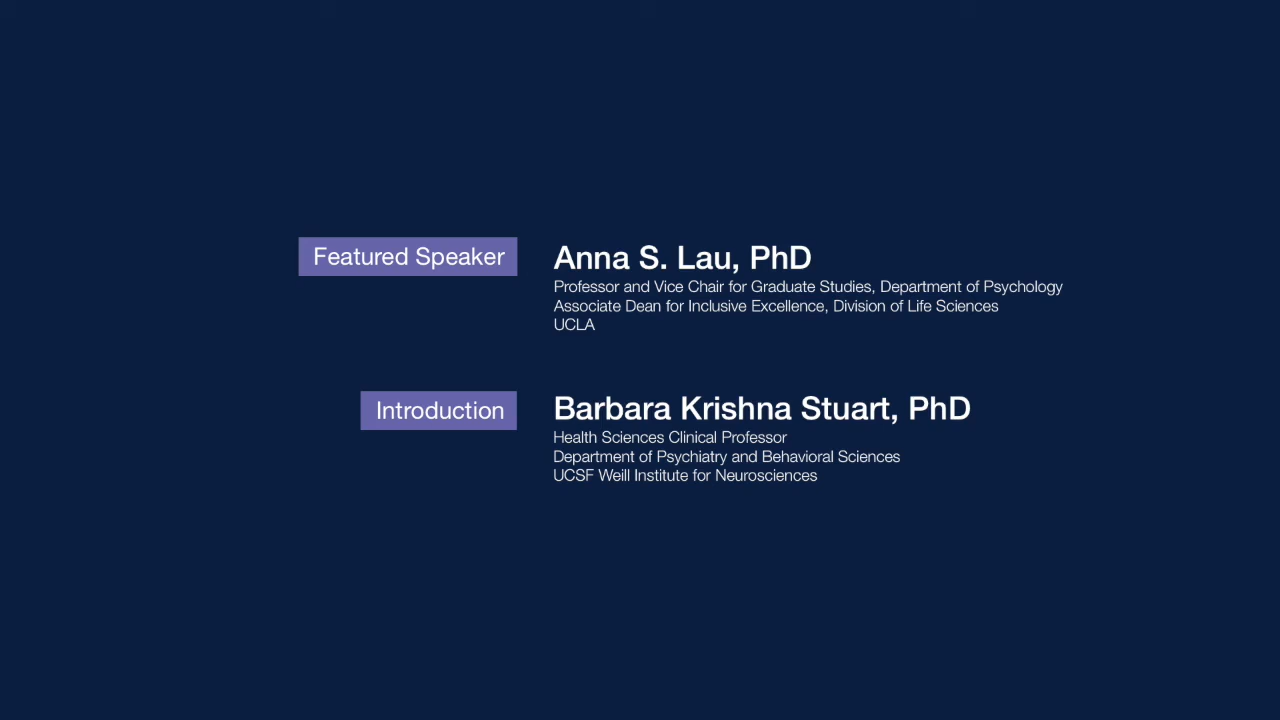 Featured Speaker
Anna S. Lau, PhD
Professor and Vice Chair for Graduate Studies, Department of Psychology
Associate Dean for Inclusive Excellence, Division of Life Sciences
UCLA
Introduction
Barbara Krishna Stuart, PhD
Health Sciences Clinical Professor
Department of Psychiatry and Behavioral Sciences
UCSF Weill Institute for Neurosciences